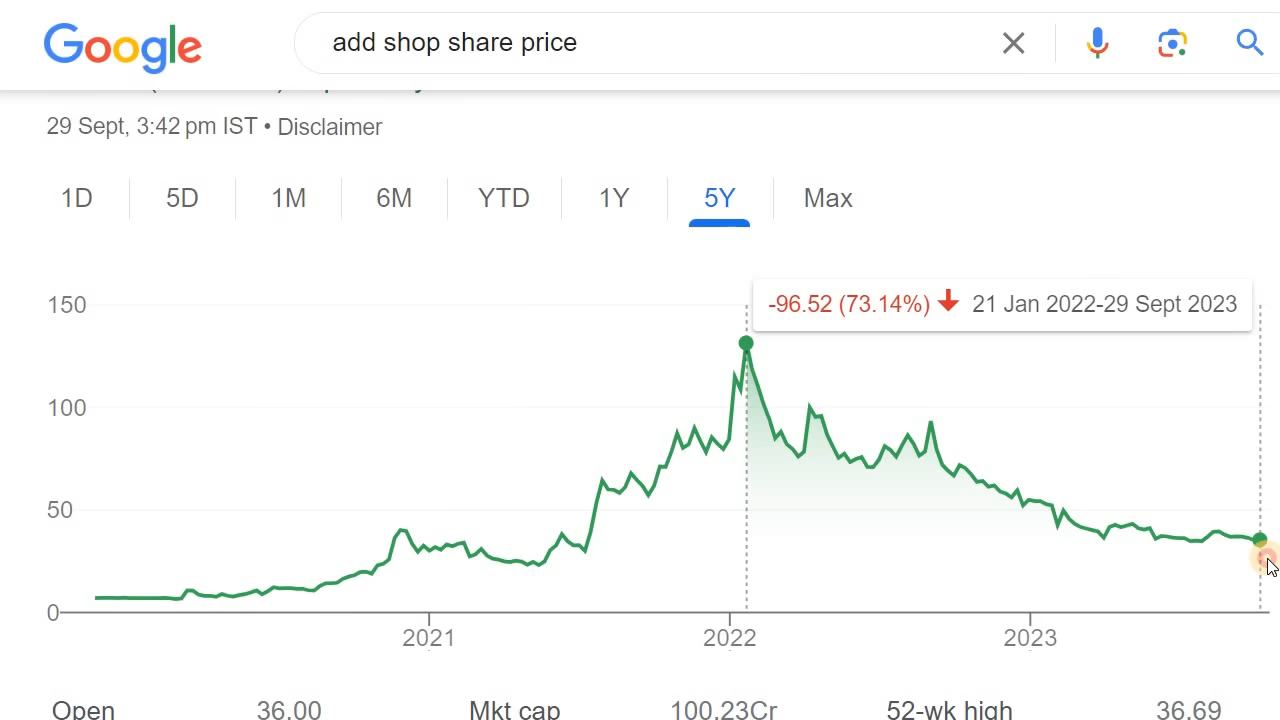 Google
add shop share price
29 Sept, 3:42 pm IST • Disclaimer
1D 5D 1M 6M YTD 1Y 5Y Max
-96.52 (73.14%) 21 Jan 2022-29 Sept 2023
150
100
50
0
2021 2022 2023
Open 36.00 Mkt cap 100.23Cr 52-wk high 36.69